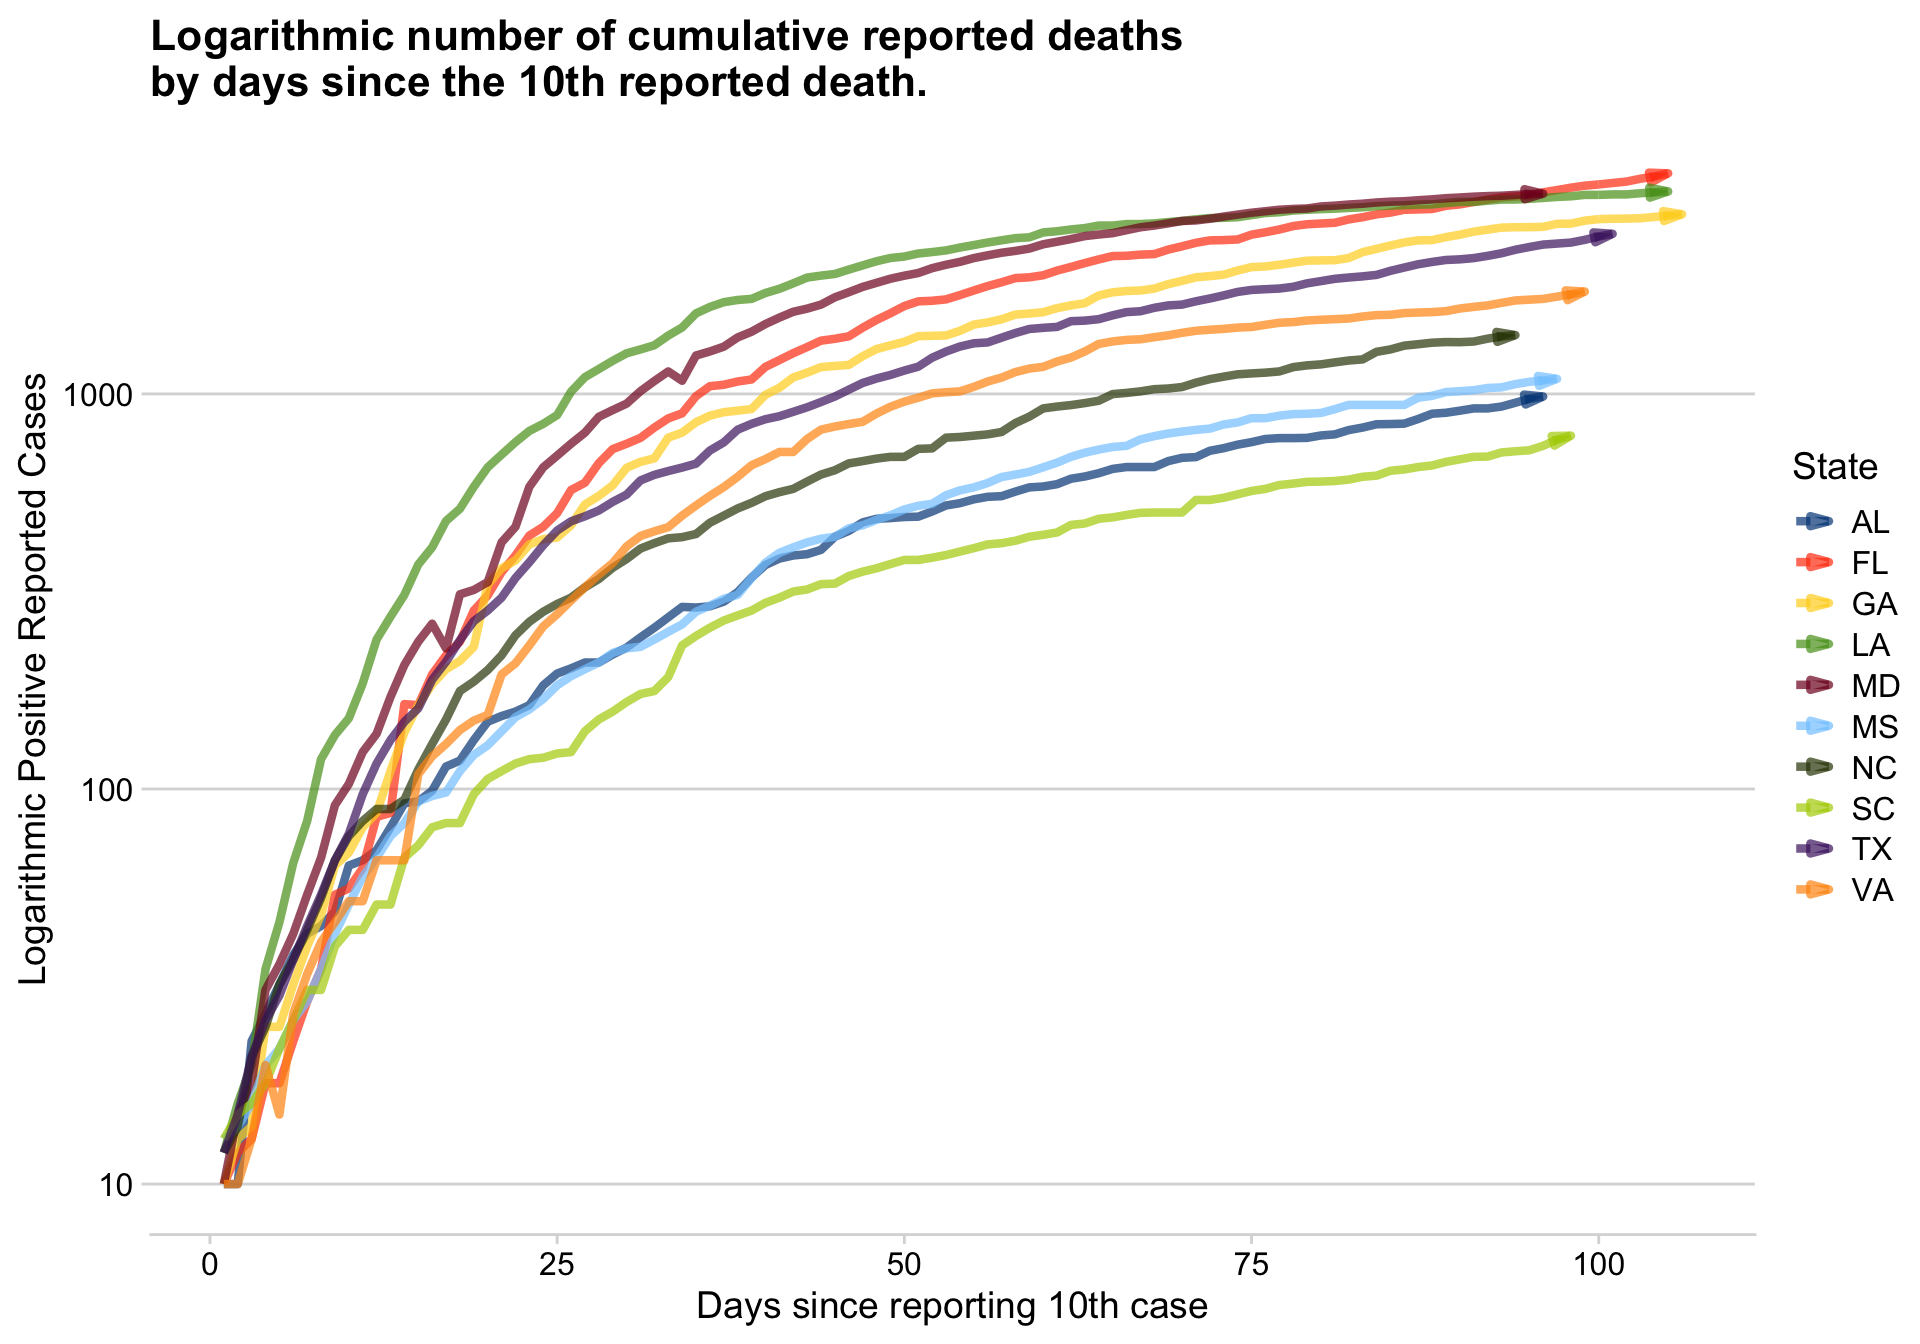 Logarithmic number of cumulative reported deaths
by days since the 10th reported death.
Logarithmic Positive Reported Cases
1000
100
10
0 25 50 75 100
Days since reporting 10th case
State
AL
FL
GA
LA
MD
MS
NC
SC
TX
VA